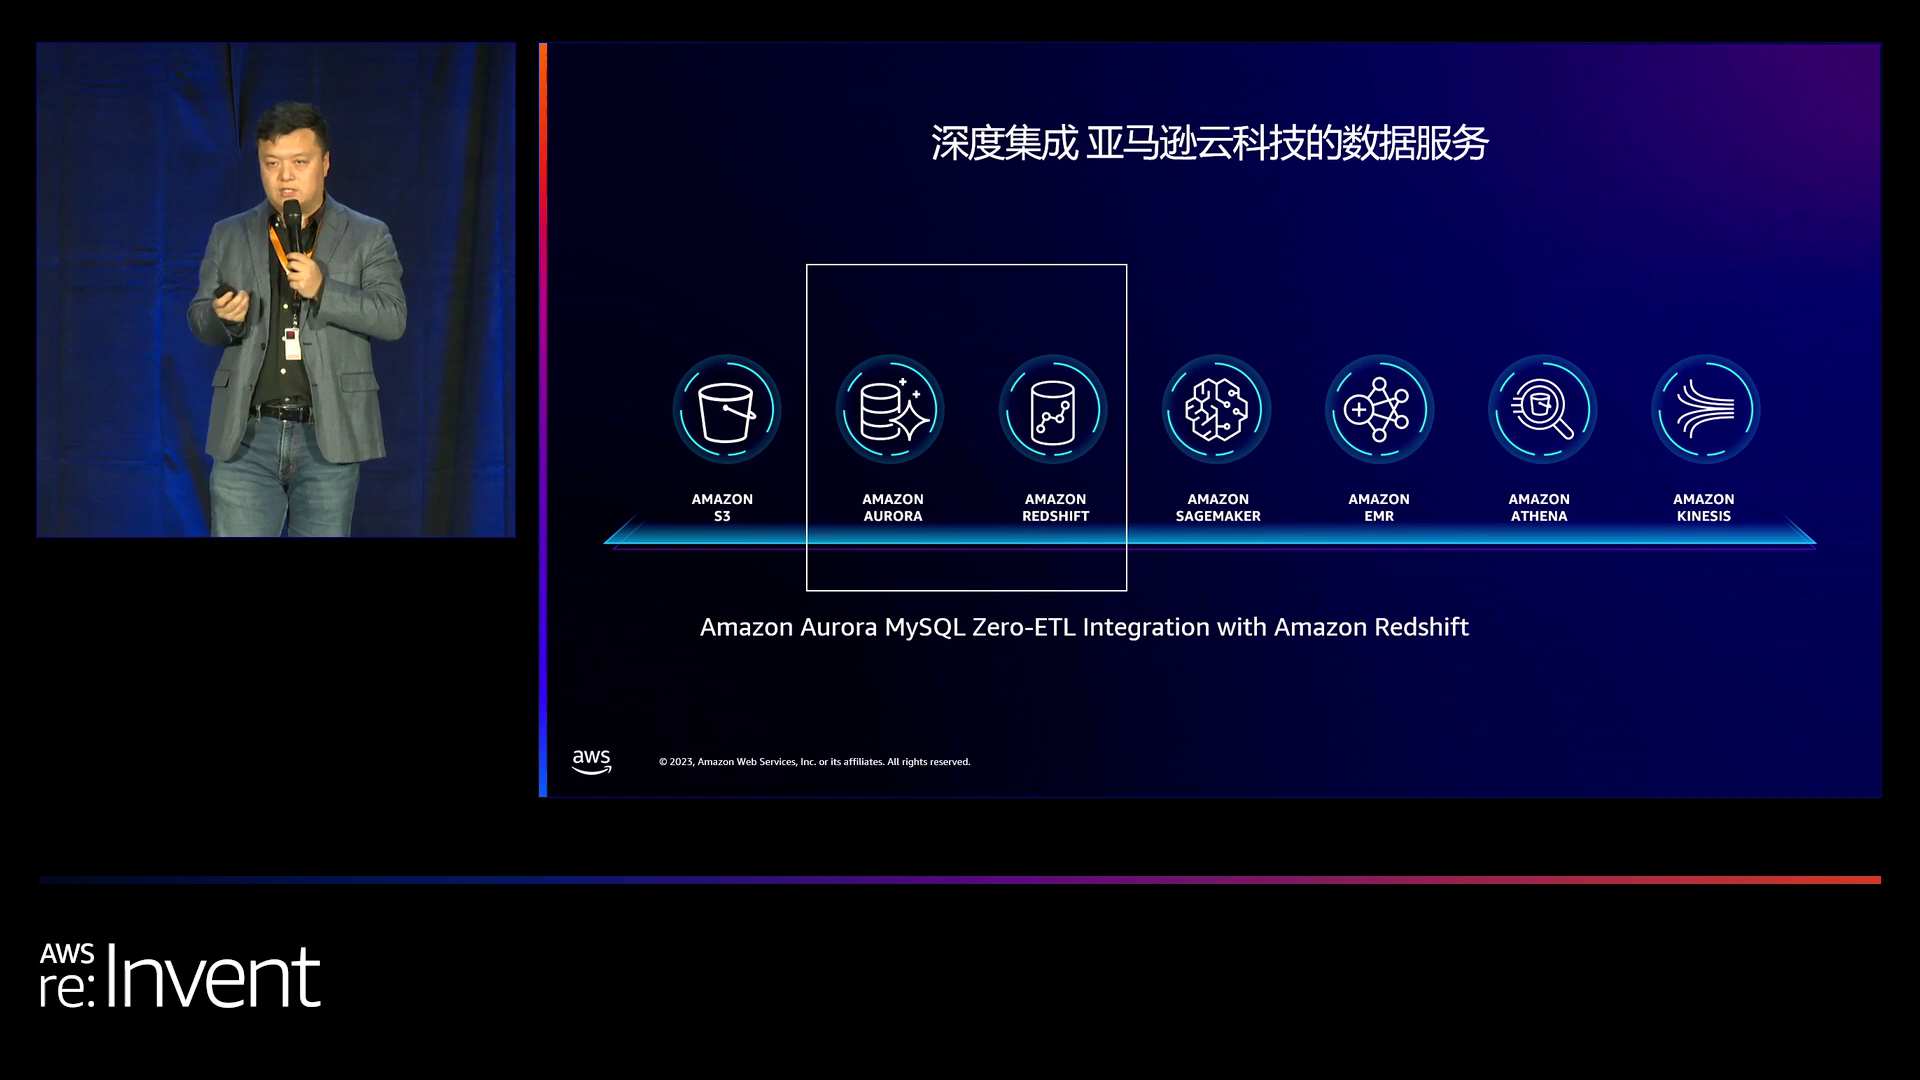 深度集成 亚马逊云科技的数据服务
AMAZON
S3
AMAZON
AURORA
AMAZON
REDSHIFT
AMAZON
SAGEMAKER
AMAZON
EMR
AMAZON
ATHENA
AMAZON
KINESIS
Amazon Aurora MySQL Zero-ETL Integration with Amazon Redshift
aws
© 2023, Amazon Web Services, Inc. or its affiliates. All rights reserved.
AWS
re:Invent